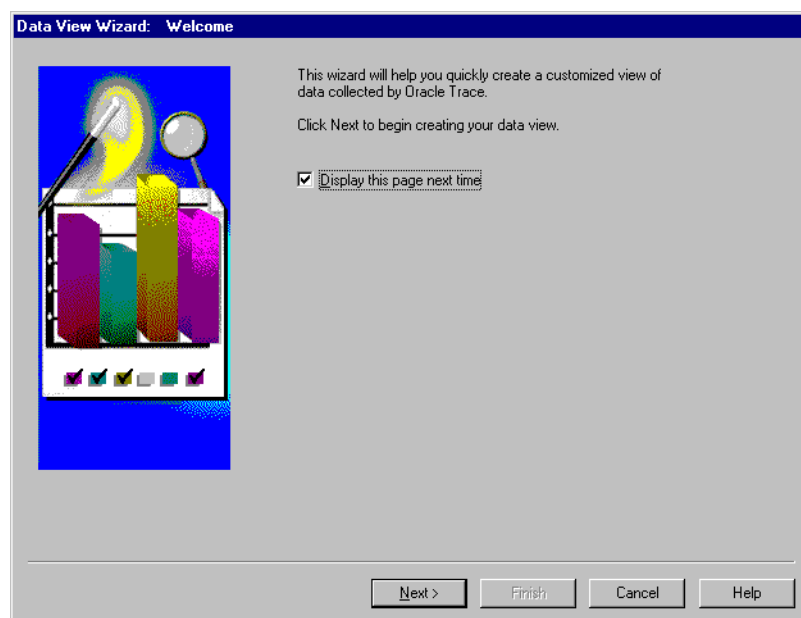 Data View Wizard: Welcome
This wizard will help you quickly create a customized view of
data collected by Oracle Trace.
Click Next to begin creating your data view.
Display this page next time
Next >
Finish
Cancel
Help